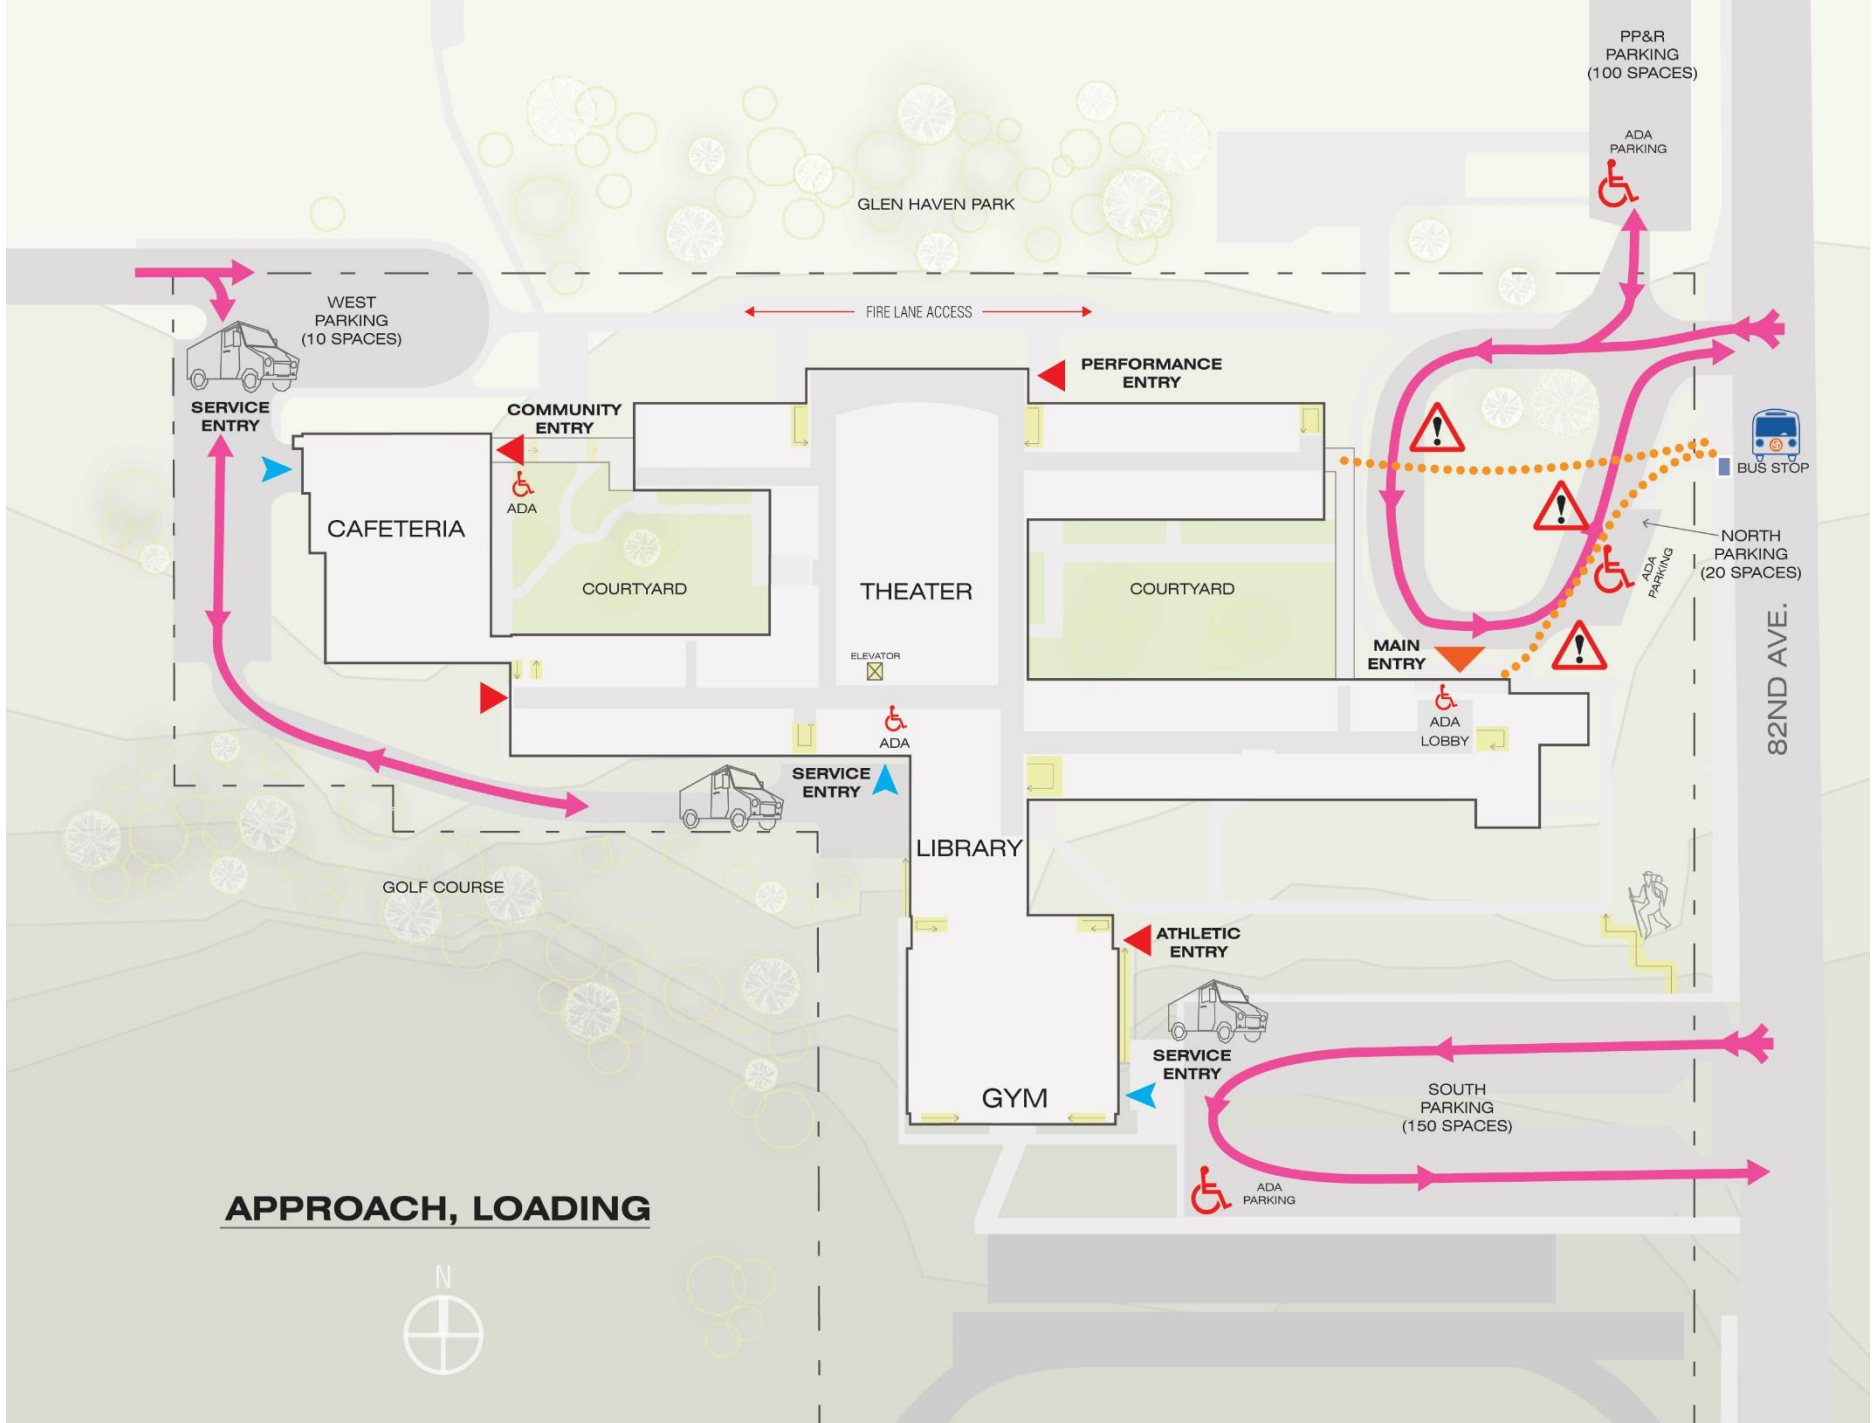 PP&R
PARKING
(100 SPACES)
ADA
PARKING
GLEN HAVEN PARK
WEST
PARKING
(10 SPACES)
FIRE LANE ACCESS
PERFORMANCE
ENTRY
SERVICE
ENTRY
COMMUNITY
ENTRY
ADA
CAFETERIA
COURTYARD
THEATER
COURTYARD
BUS STOP
NORTH
PARKING
(20 SPACES)
ADA
PARKING
82ND AVE.
MAIN
ENTRY
ELEVATOR
ADA
ADA
LOBBY
SERVICE
ENTRY
LIBRARY
GOLF COURSE
ATHLETIC
ENTRY
SERVICE
ENTRY
GYM
SOUTH
PARKING
(150 SPACES)
ADA
PARKING
APPROACH, LOADING
N